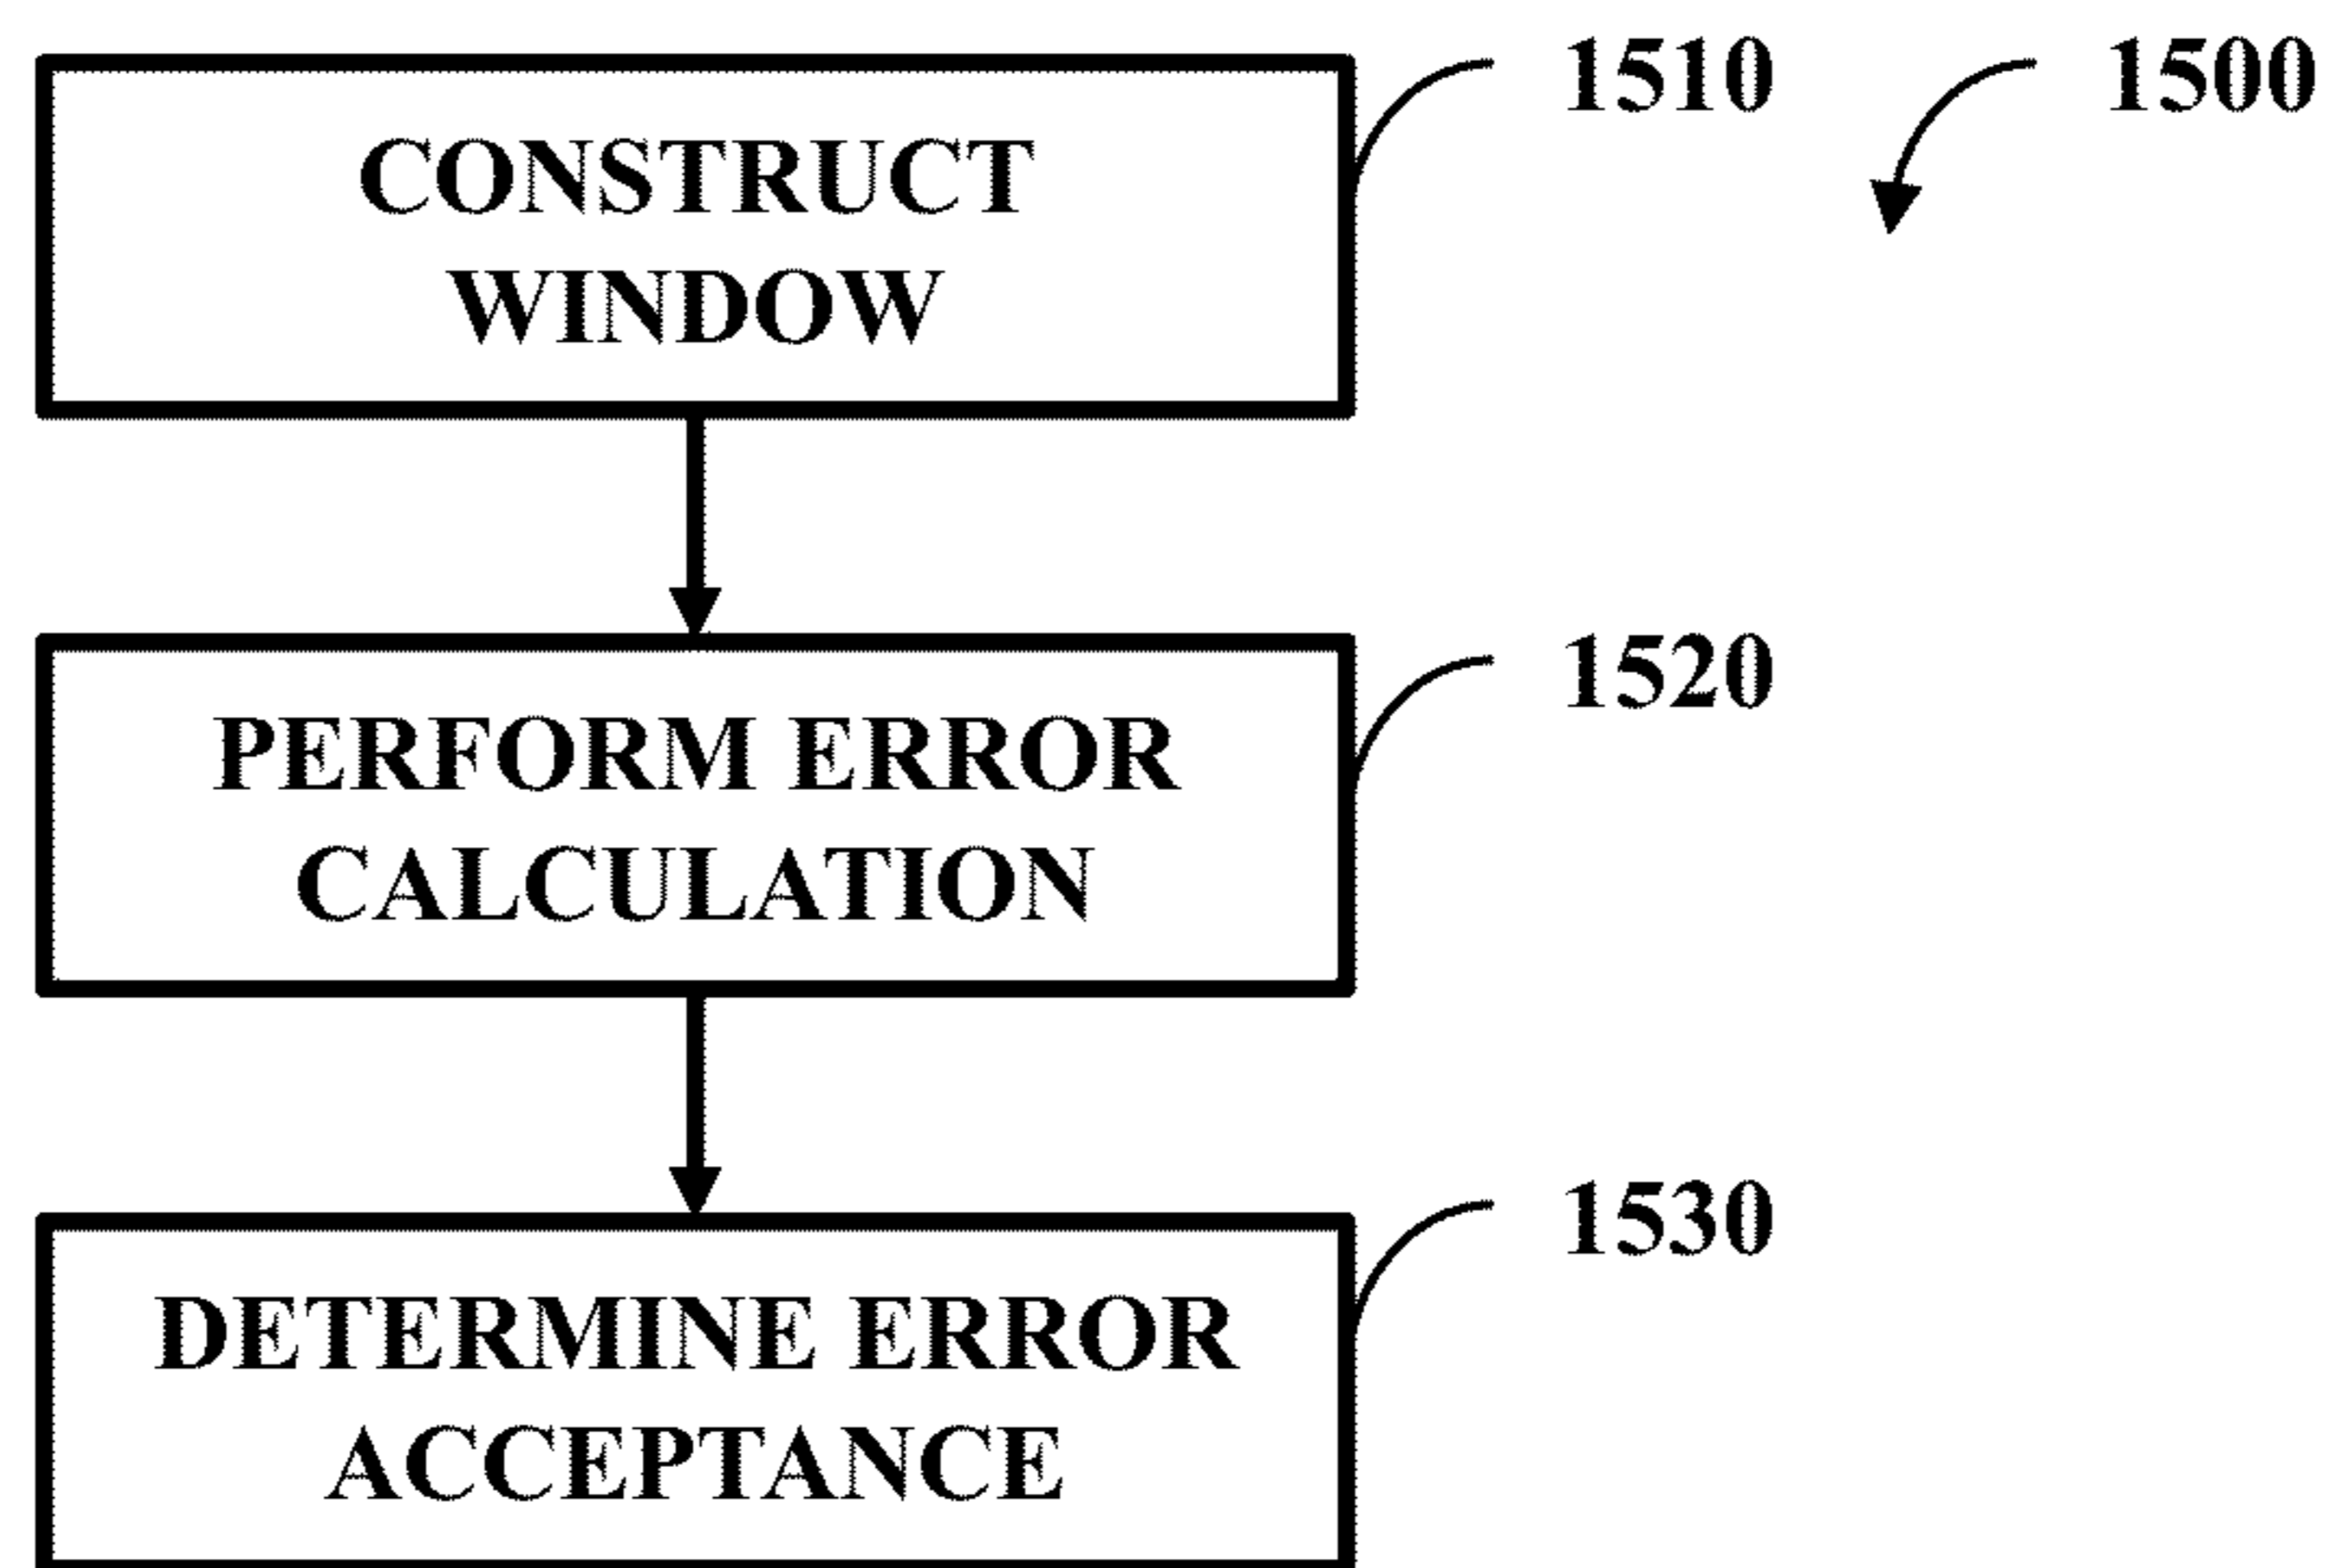 1510
1500
CONSTRUCT
WINDOW
1520
PERFORM ERROR
CALCULATION
1530
DETERMINE ERROR
ACCEPTANCE